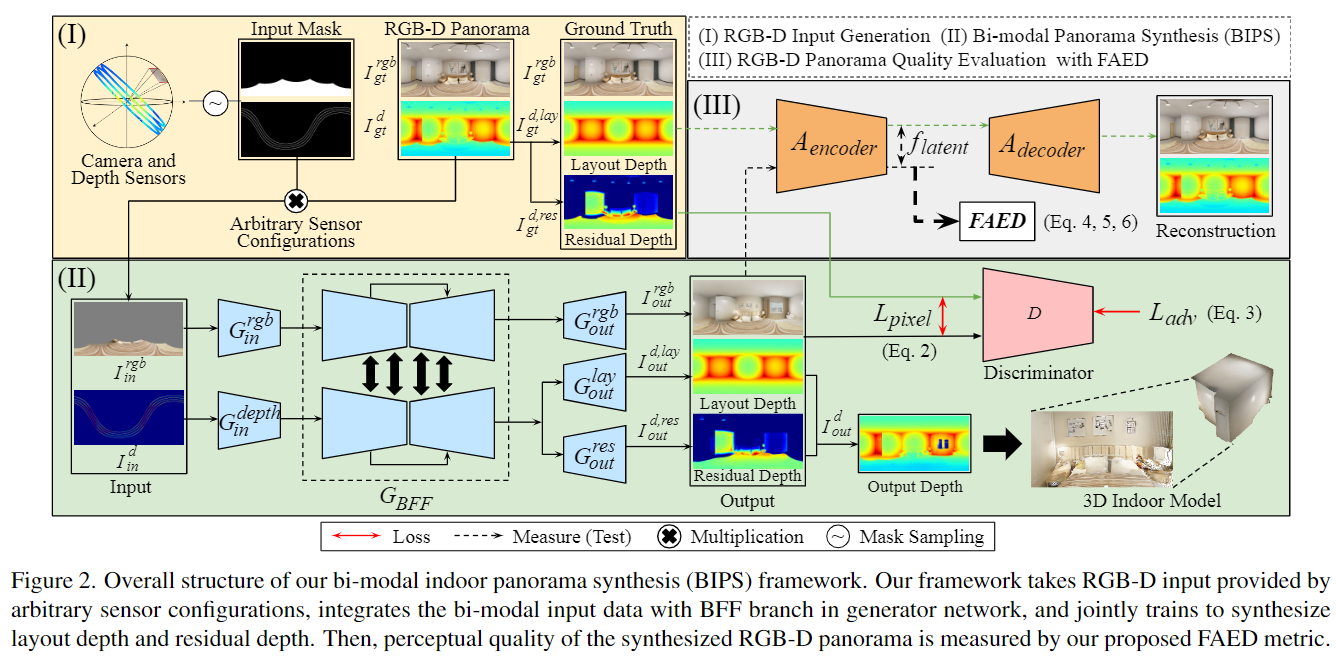 (I)
Input Mask
RGB-D Panorama
Ground Truth
I_{gt}^{rgb}
I_{gt}^{rgb}
I_{gt}^{d}
I_{gt}^{d,lay}
~
Camera and
Depth Sensors
Layout Depth
Arbitrary Sensor
Configurations
I_{gt}^{d,res}
Residual Depth
(I) RGB-D Input Generation (II) Bi-modal Panorama Synthesis (BIPS)
(III) RGB-D Panorama Quality Evaluation with FAED
(III)
A_{encoder}
f_{latent}
A_{decoder}
FAED
(Eq. 4, 5, 6)
Reconstruction
(II)
G_{in}^{rgb}
G_{out}^{rgb}
I_{out}^{rgb}
I_{in}^{rgb}
L_{pixel}
(Eq. 2)
D
L_{adv} (Eq. 3)
Discriminator
G_{out}^{lay}
I_{out}^{d,lay}
Layout Depth
G_{in}^{depth}
I_{in}^{d}
Input
G_{BFF}
G_{out}^{res}
I_{out}^{d,res}
Residual Depth
Output
I_{out}^{d}
Output Depth
3D Indoor Model
Loss
Measure (Test)
Multiplication
~ Mask Sampling
Figure 2. Overall structure of our bi-modal indoor panorama synthesis (BIPS) framework. Our framework takes RGB-D input provided by
arbitrary sensor configurations, integrates the bi-modal input data with BFF branch in generator network, and jointly trains to synthesize
layout depth and residual depth. Then, perceptual quality of the synthesized RGB-D panorama is measured by our proposed FAED metric.